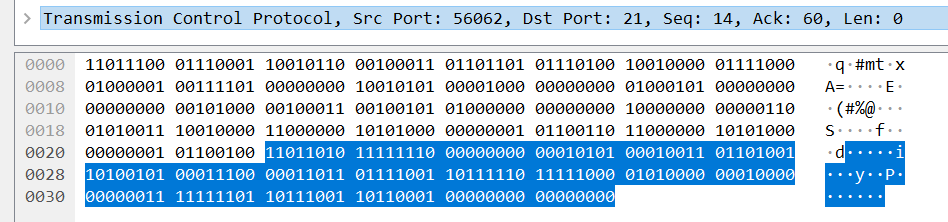 > Transmission Control Protocol, Src Port: 56062, Dst Port: 21, Seq: 14, Ack: 60, Len: 0
0000 11011100 01110001 10010110 00100011 01101101 01110100 10010000 01111000 ·q·#mt·x
0008 01000001 00111101 00000000 10010101 00001000 00000000 01000101 00000000 A=····E·
0010 00000000 00101000 00100011 00100101 01000000 00000000 10000000 00000110 ·(#%@···
0018 01010011 10010000 11000000 10101000 00000001 01100110 11000000 10101000 S····f··
0020 00000001 01100100 11011010 11111110 00000000 00010101 00010011 01101001 ·d·····i
0028 10100101 00011100 00011011 01111001 10111110 11111000 01010000 00010000 ···y··P·
0030 00000011 11111101 10111001 10110001 00000000 00000000 ······